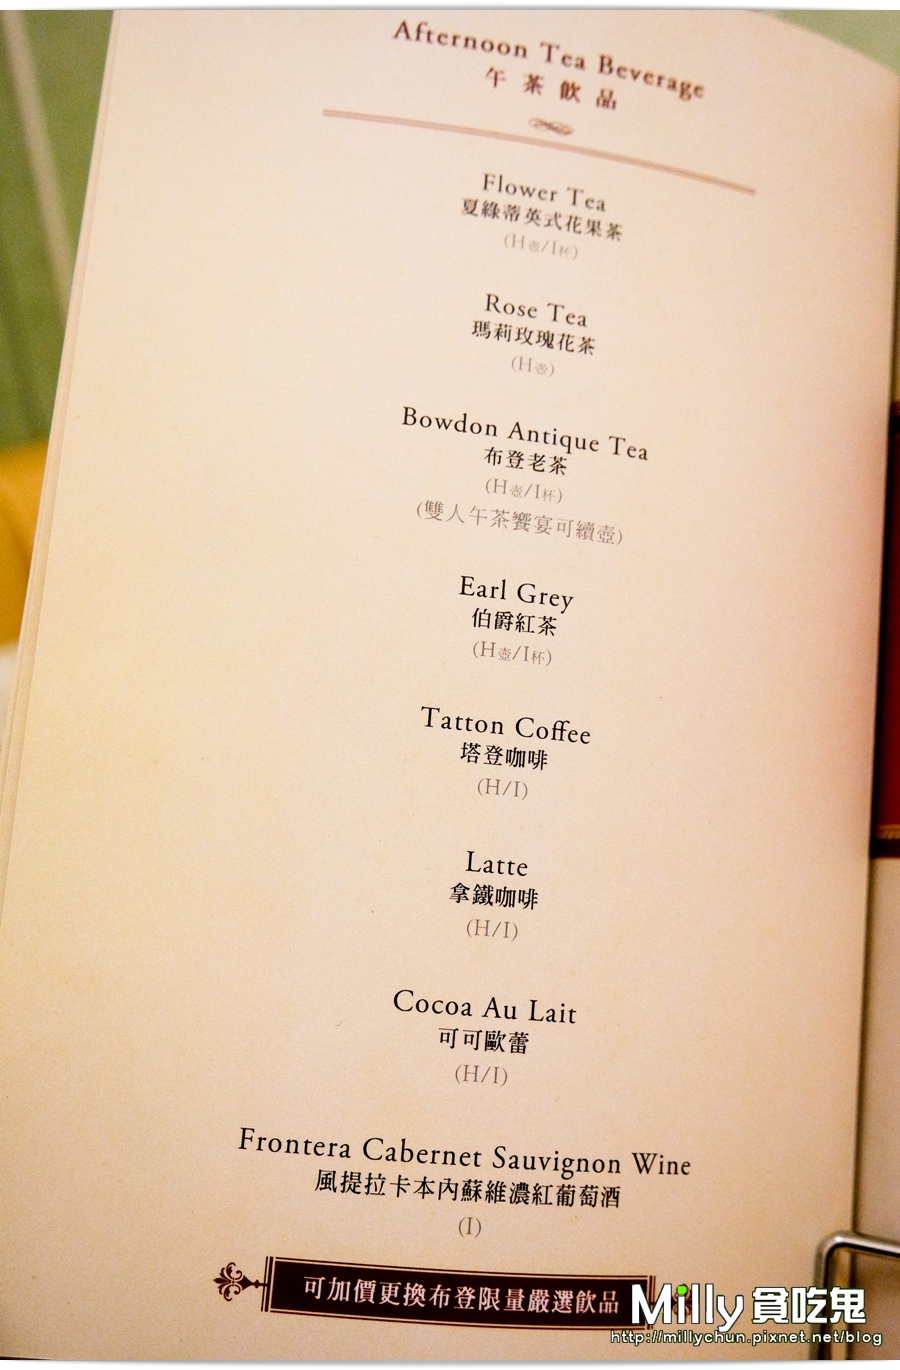 Afternoon Tea Beverage
午茶飲品
Flower Tea
夏綠蒂英式花果茶
(H壺/I杯)
Rose Tea
瑪莉玫瑰花茶
(H壺)
Bowdon Antique Tea
布登老茶
(H壺/I杯)
(雙人午茶饗宴可續壺)
Earl Grey
伯爵紅茶
(H壺/I杯)
Tatton Coffee
塔登咖啡
(H/I)
Latte
拿鐵咖啡
(H/I)
Cocoa Au Lait
可可歐蕾
(H/I)
Frontera Cabernet Sauvignon Wine
風提拉卡本內蘇維濃紅葡萄酒
(I)
可加價更換布登限量嚴選飲品
Milly 貪吃鬼
http://millychun.pixnet.net/blog